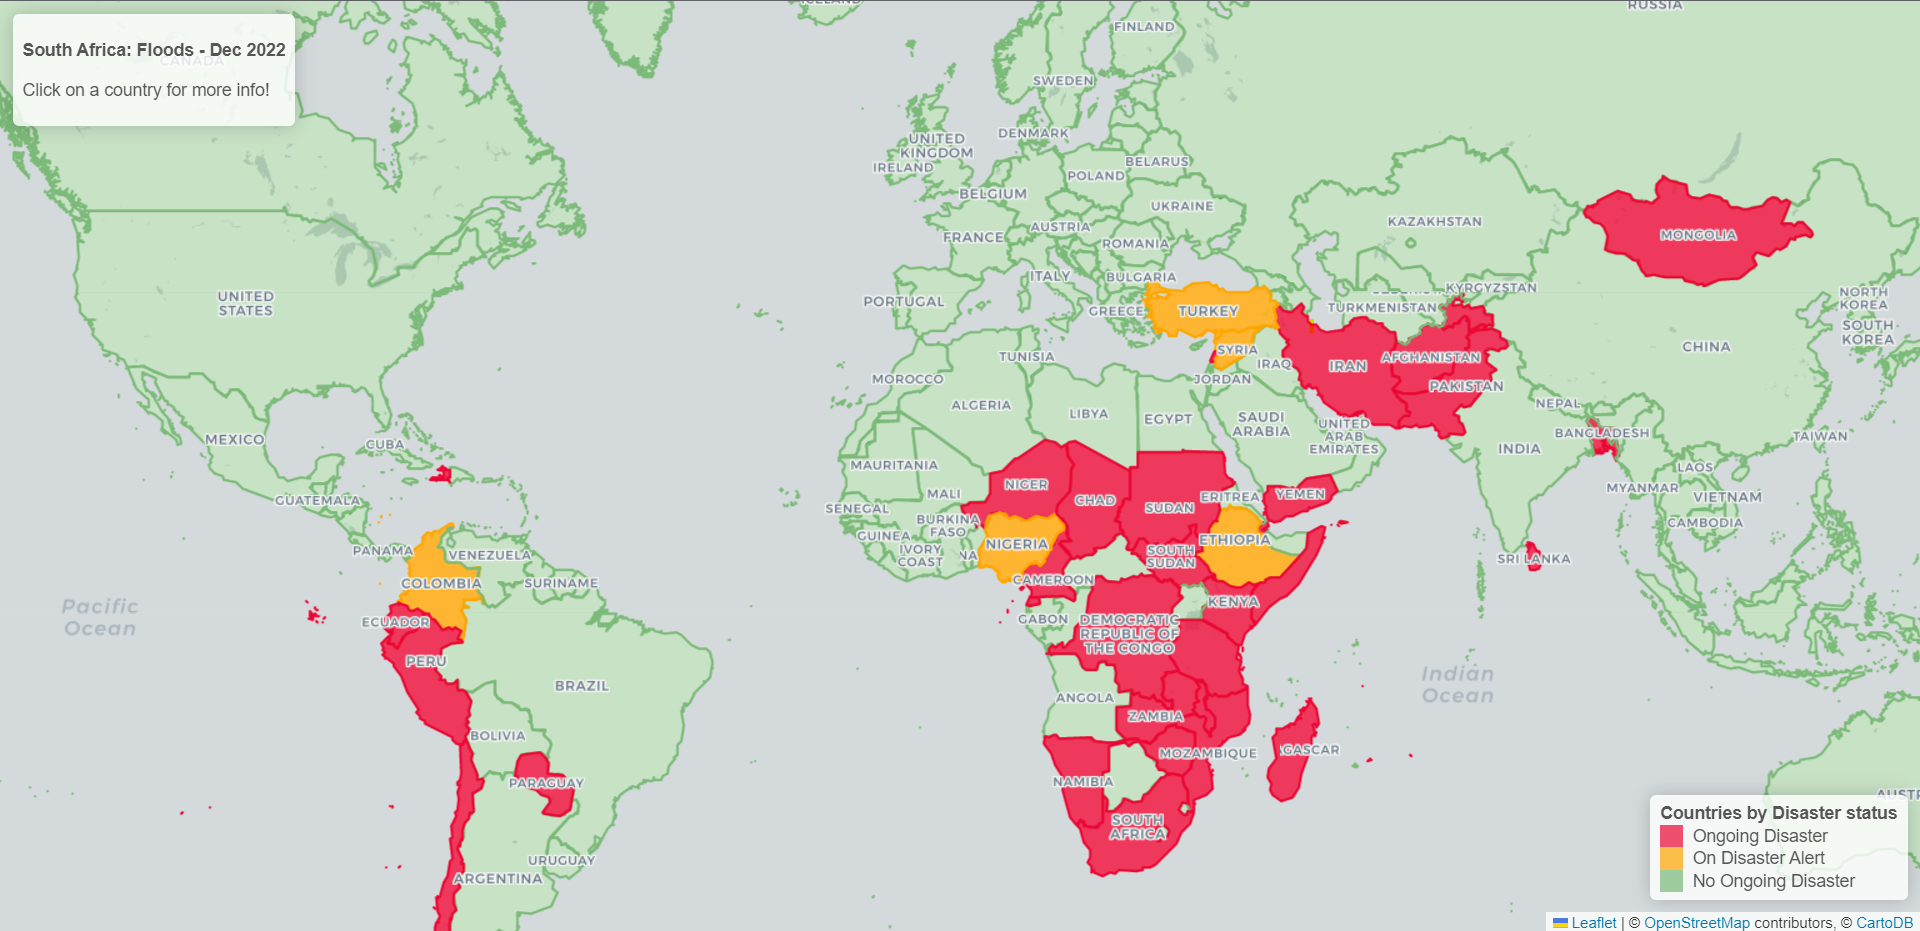 South Africa: Floods - Dec 2022
Click on a country for more info!
CANADA
ICELAND
RUSSIA
FINLAND
SWEDEN
UNITED
KINGDOM
DENMARK
IRELAND
BELARUS
POLAND
BELGIUM
UKRAINE
AUSTRIA
FRANCE
ROMANIA
KAZAKHSTAN
MONGOLIA
ITALY
BULGARIA
KYRGYZSTAN
UNITED
STATES
PORTUGAL
GREECE
TURKEY
TURKMENISTAN
NORTH
KOREA
SOUTH
KOREA
TUNISIA
SYRIA
IRAQ
IRAN
AFGHANISTAN
CHINA
MOROCCO
JORDAN
PAKISTAN
ALGERIA
LIBYA
EGYPT
SAUDI
ARABIA
UNITED
ARAB
EMIRATES
NEPAL
MEXICO
CUBA
BANGLADESH
TAIWAN
INDIA
MAURITANIA
LAOS
GUATEMALA
MALI
NIGER
CHAD
SUDAN
ERITREA
YEMEN
MYANMAR
VIETNAM
SENEGAL
BURKINA
FASO
CAMBODIA
GUINEA
IVORY
COAST
NA
NIGERIA
SOUTH
SUDAN
ETHIOPIA
PANAMA
VENEZUELA
SRI LANKA
COLOMBIA
SURINAME
CAMEROON
Pacific
Ocean
KENYA
ECUADOR
GABON
DEMOCRATIC
REPUBLIC OF
THE CONGO
PERU
BRAZIL
Indian
Ocean
ANGOLA
ZAMBIA
BOLIVIA
MOZAMBIQUE
GASCAR
PARAGUAY
NAMIBIA
SOUTH
AFRICA
AUSTR
URUGUAY
ARGENTINA
Countries by Disaster status
Ongoing Disaster
On Disaster Alert
No Ongoing Disaster
Leaflet | © OpenStreetMap contributors, © CartoDB